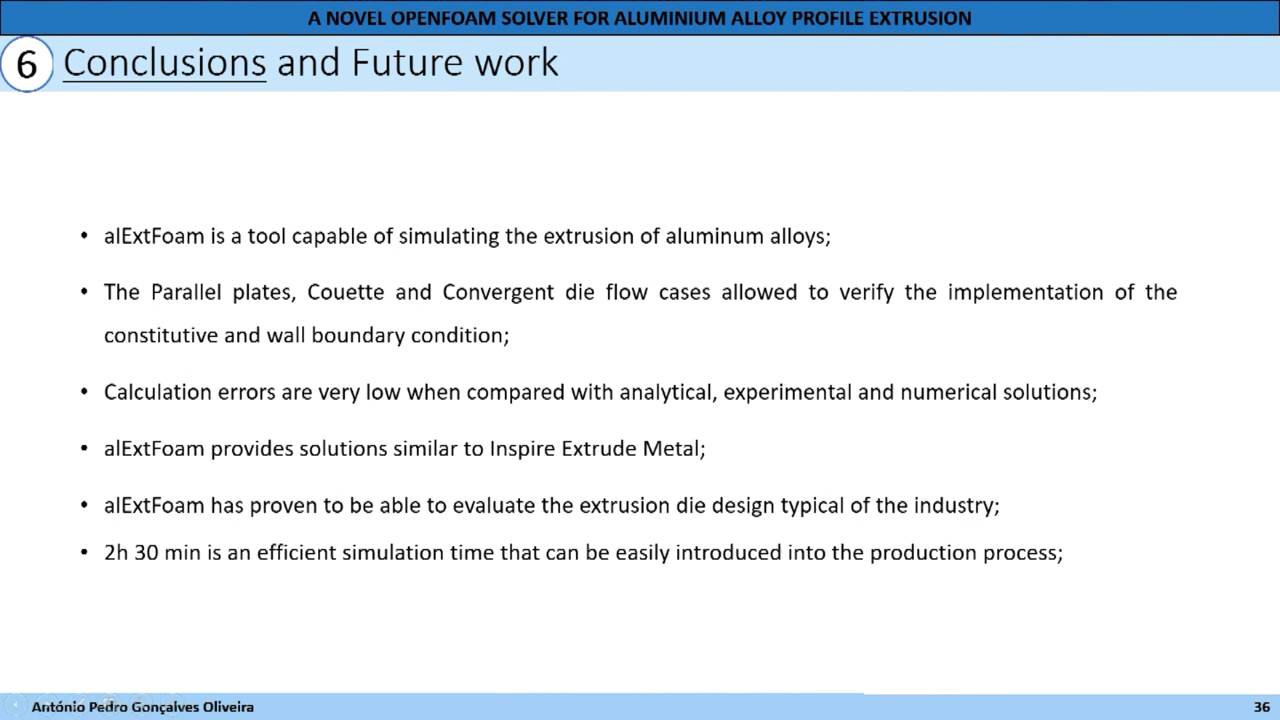 A NOVEL OPENFOAM SOLVER FOR ALUMINIUM ALLOY PROFILE EXTRUSION
6 Conclusions and Future work
• alExtFoam is a tool capable of simulating the extrusion of aluminum alloys;
• The Parallel plates, Couette and Convergent die flow cases allowed to verify the implementation of the
constitutive and wall boundary condition;
• Calculation errors are very low when compared with analytical, experimental and numerical solutions;
• alExtFoam provides solutions similar to Inspire Extrude Metal;
• alExtFoam has proven to be able to evaluate the extrusion die design typical of the industry;
• 2h 30 min is an efficient simulation time that can be easily introduced into the production process;
António Pedro Gonçalves Oliveira
36